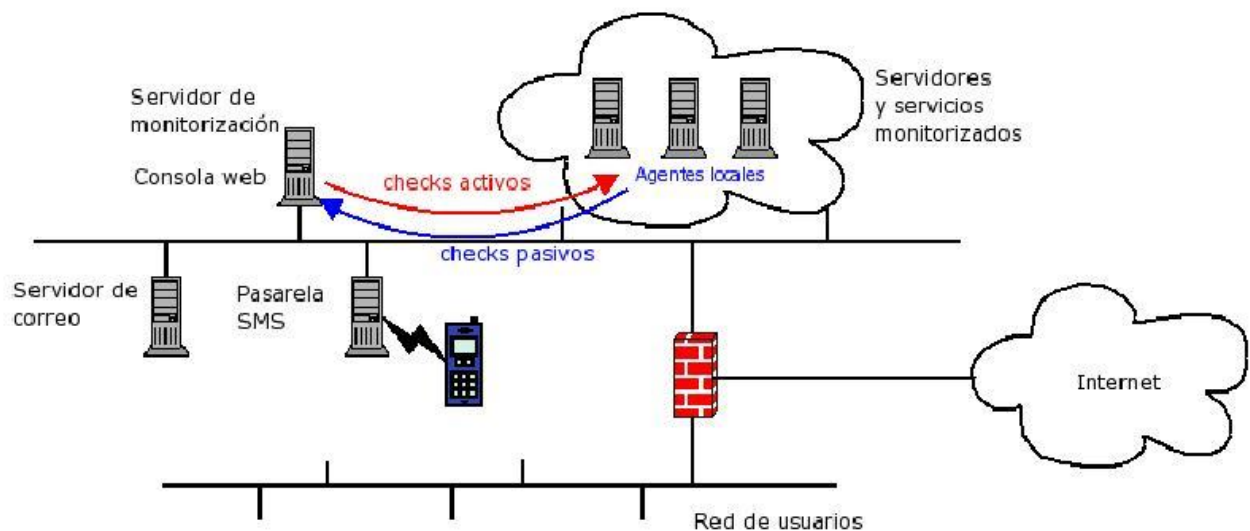 Servidor de
monitorización
Consola web
Servidores
y servicios
monitorizados
Agentes locales
checks activos
checks pasivos
Servidor de
correo
Pasarela
SMS
Internet
Red de usuarios